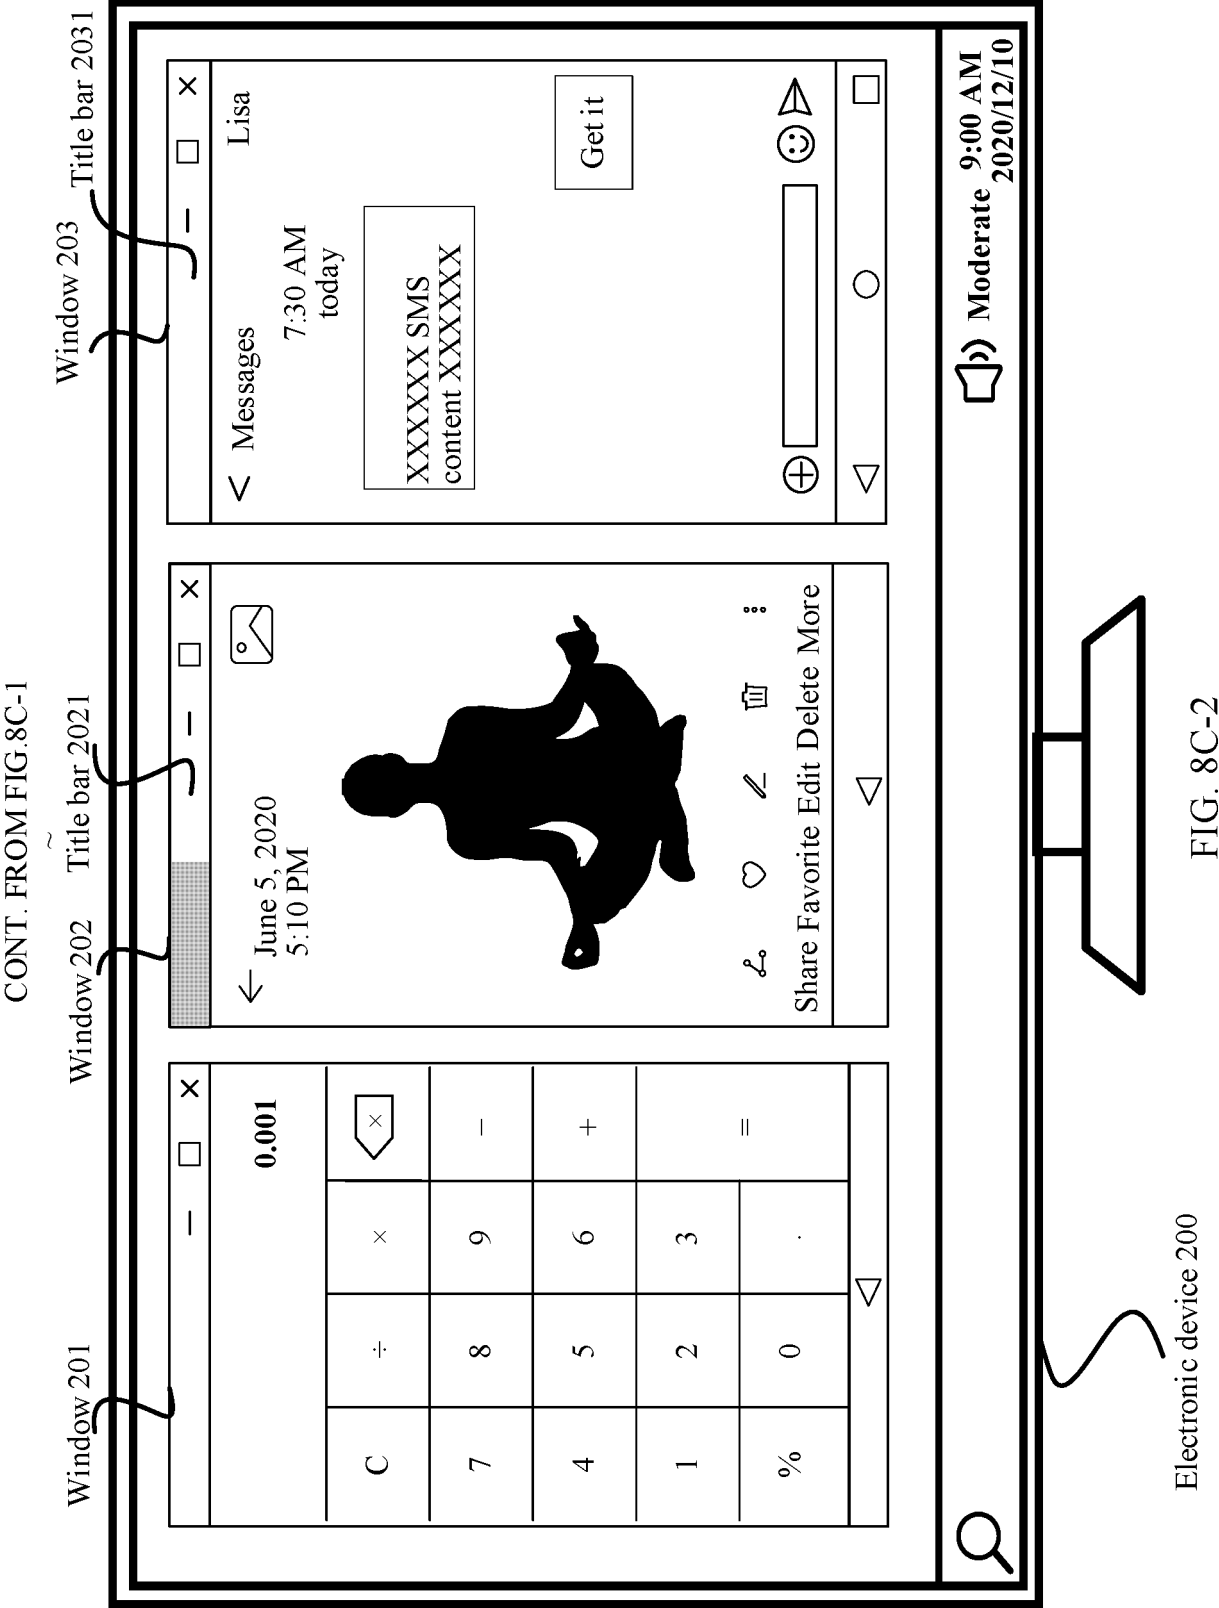 CONT. FROM FIG.8C-1
~
Window 201
Window 202
Title bar 2021
Window 203
Title bar 2031
— □ ×
0.001
C ÷ × ×
7 8 9 −
4 5 6 +
1 2 3 =
% 0 .
— □ ×
← June 5, 2020
5:10 PM
Share Favorite Edit Delete More
— □ ×
< Messages Lisa
7:30 AM
today
XXXXXX SMS
content XXXXXX
Get it
Moderate
9:00 AM
2020/12/10
Electronic device 200
FIG. 8C-2